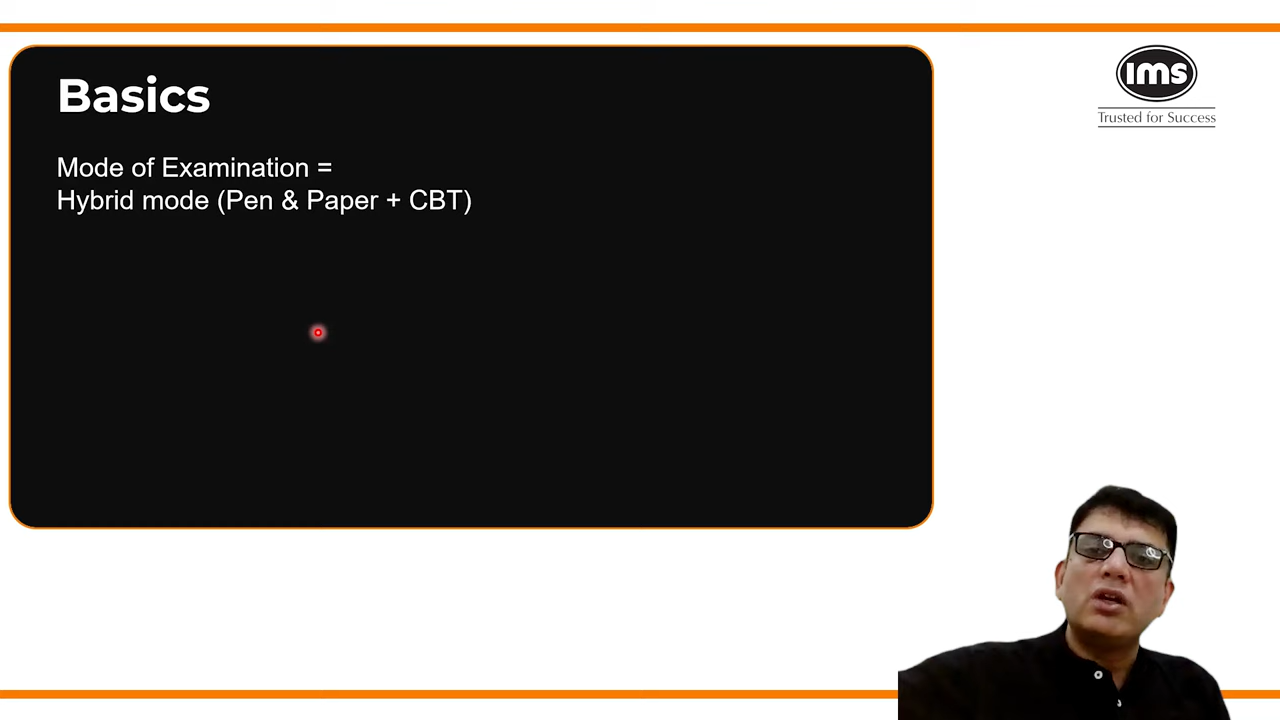 Basics
Mode of Examination =
Hybrid mode (Pen & Paper + CBT)
ims
Trusted for Success